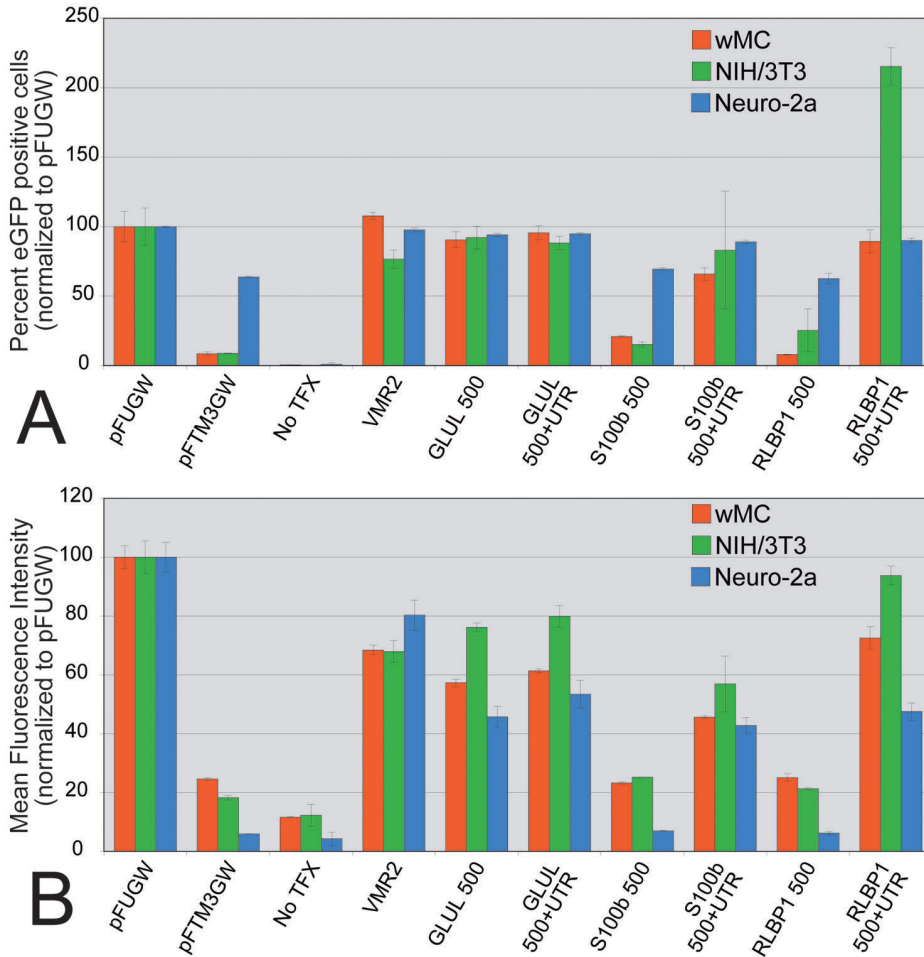 250
200
150
100
50
0
Percent eGFP positive cells
(normalized to pFUGW)
wMC
NIH/3T3
Neuro-2a
pFUGW
pFTM3GW
No TFX
VMR2
GLUL 500
GLUL
500+UTR
S100b 500
S100b
500+UTR
RLBP1 500
RLBP1
500+UTR
A
120
100
80
60
40
20
0
Mean Fluorescence Intensity
(normalized to pFUGW)
wMC
NIH/3T3
Neuro-2a
pFUGW
pFTM3GW
No TFX
VMR2
GLUL 500
GLUL
500+UTR
S100b 500
S100b
500+UTR
RLBP1 500
RLBP1
500+UTR
B